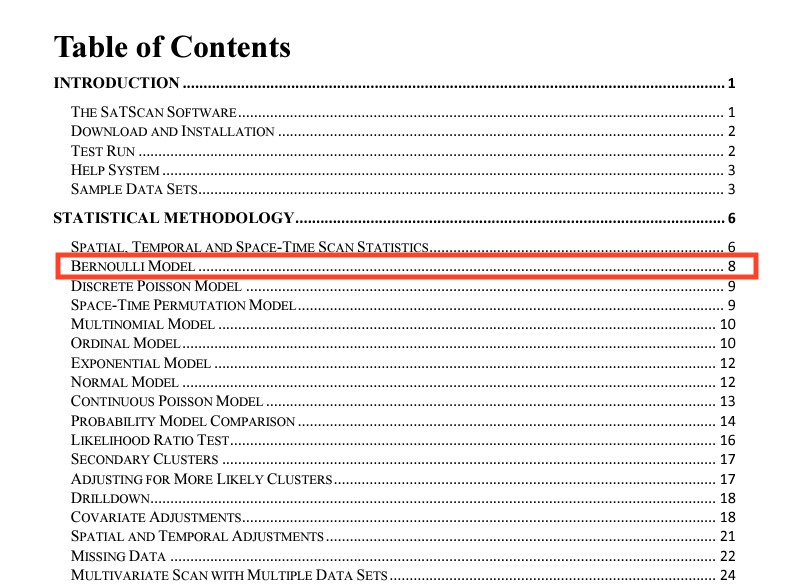 Table of Contents
INTRODUCTION ........ 1
THE SATSCAN SOFTWARE ........ 1
DOWNLOAD AND INSTALLATION ........ 2
TEST RUN ........ 2
HELP SYSTEM ........ 3
SAMPLE DATA SETS ........ 3
STATISTICAL METHODOLOGY ........ 6
SPATIAL, TEMPORAL AND SPACE-TIME SCAN STATISTICS ........ 6
BERNOULLI MODEL ........ 8
DISCRETE POISSON MODEL ........ 9
SPACE-TIME PERMUTATION MODEL ........ 9
MULTINOMIAL MODEL ........ 10
ORDINAL MODEL ........ 10
EXPONENTIAL MODEL ........ 12
NORMAL MODEL ........ 12
CONTINUOUS POISSON MODEL ........ 13
PROBABILITY MODEL COMPARISON ........ 14
LIKELIHOOD RATIO TEST ........ 16
SECONDARY CLUSTERS ........ 17
ADJUSTING FOR MORE LIKELY CLUSTERS ........ 17
DRILLDOWN ........ 18
COVARIATE ADJUSTMENTS ........ 18
SPATIAL AND TEMPORAL ADJUSTMENTS ........ 21
MISSING DATA ........ 22
MULTIVARIATE SCAN WITH MULTIPLE DATA SETS ........ 24